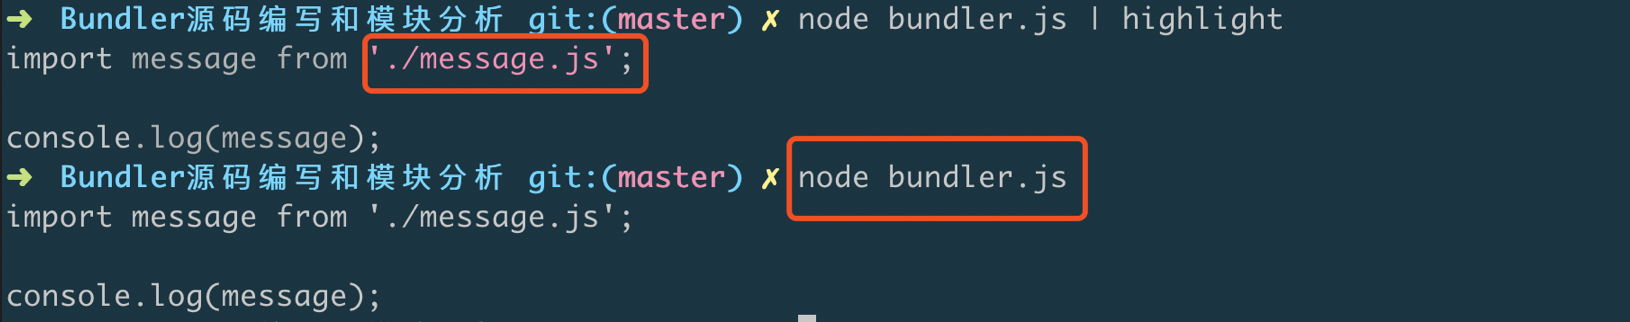 ➜ Bundler源码编写和模块分析 git:(master) ✗ node bundler.js | highlight
import message from './message.js';
console.log(message);
➜ Bundler源码编写和模块分析 git:(master) ✗ node bundler.js
import message from './message.js';
console.log(message);